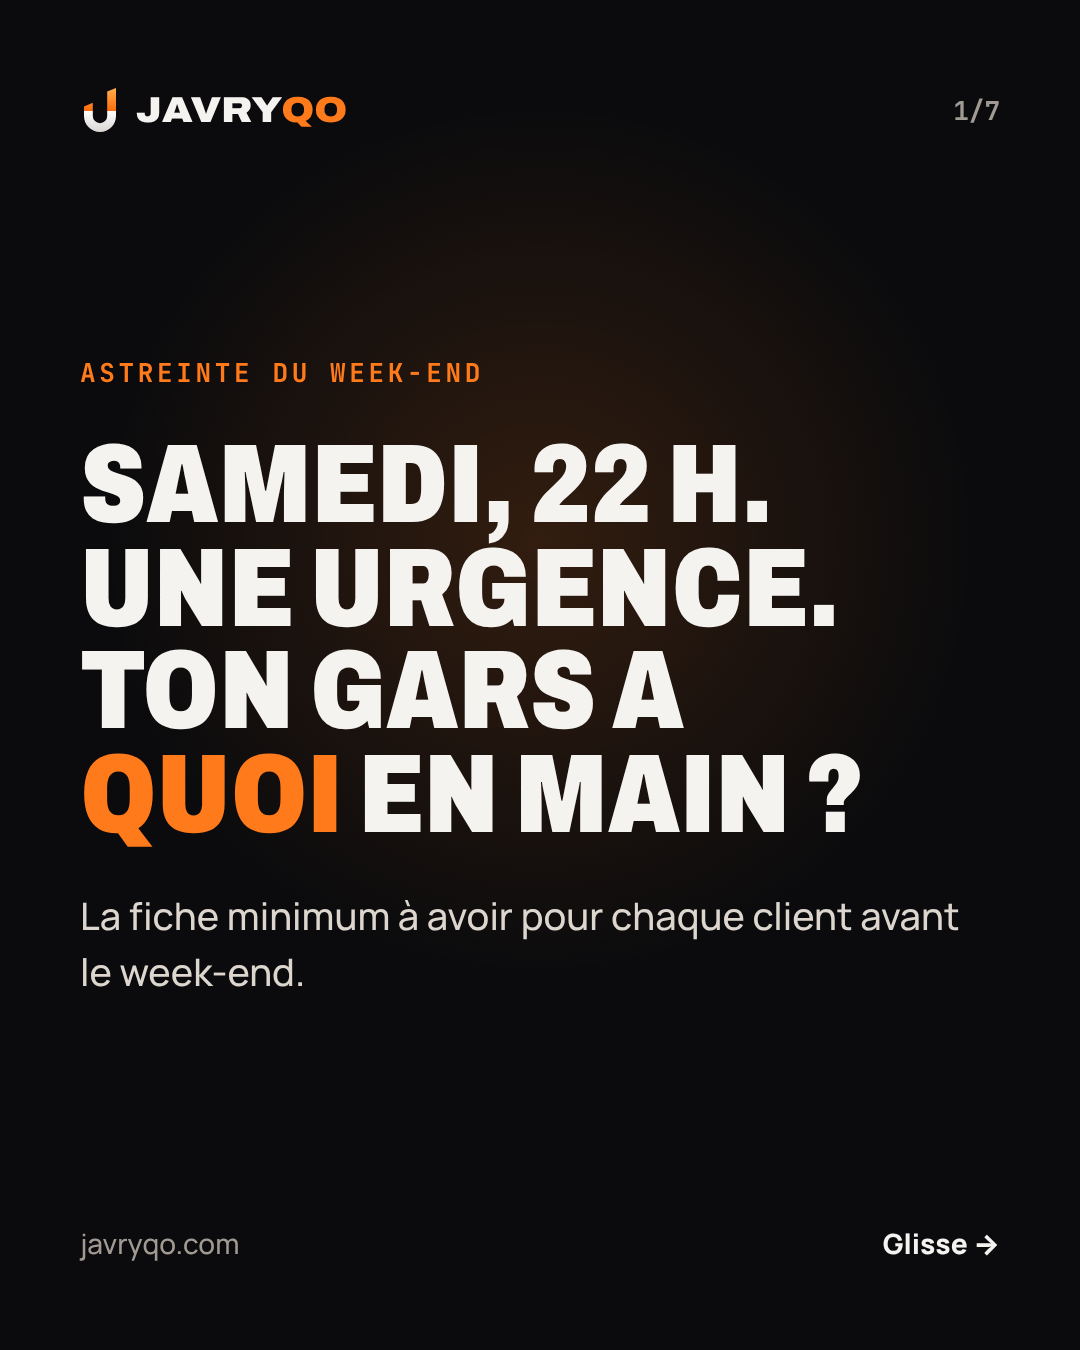 JAVRYQO
1/7
ASTREINTE DU WEEK-END
SAMEDI, 22 H.
UNE URGENCE.
TON GARS A
QUOI EN MAIN ?
La fiche minimum à avoir pour chaque client avant
le week-end.
javryqo.com
Glisse →